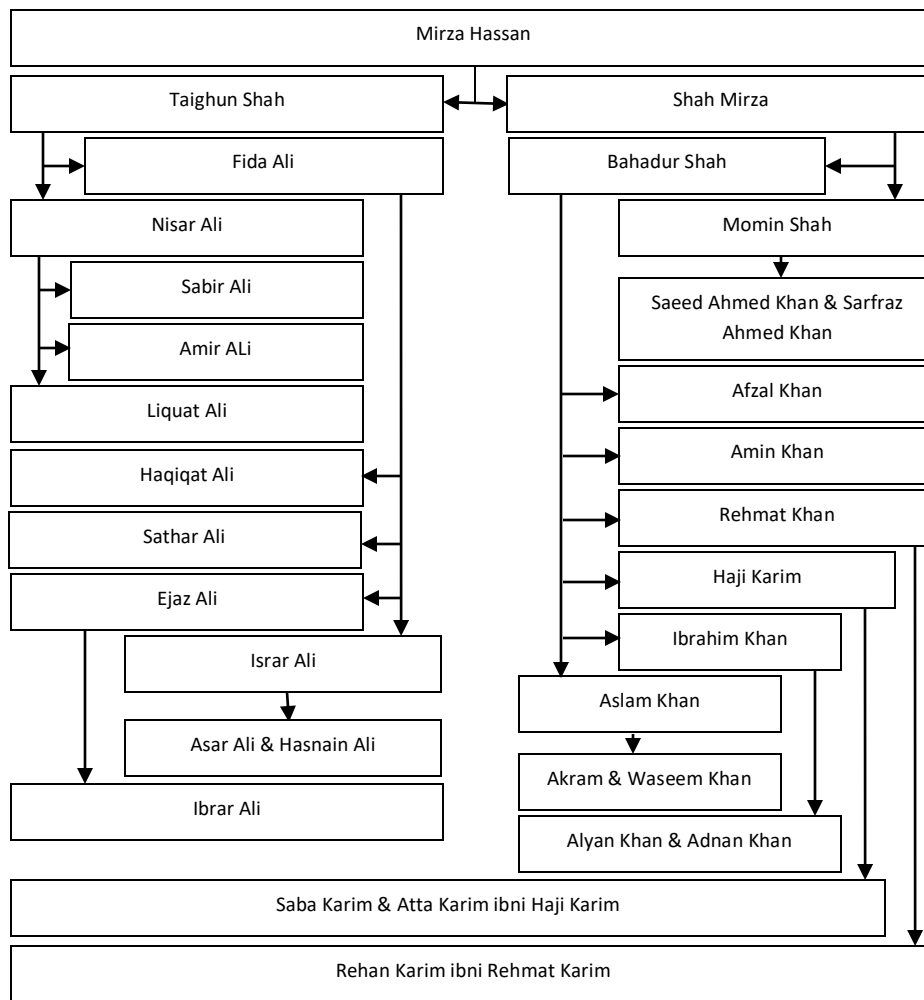 Mirza Hassan
Taighun Shah
Shah Mirza
Fida Ali
Bahadur Shah
Nisar Ali
Momin Shah
Sabir Ali
Saeed Ahmed Khan & Sarfraz
Ahmed Khan
Amir ALi
Liquat Ali
Afzal Khan
Amin Khan
Haqiqat Ali
Rehmat Khan
Sathar Ali
Haji Karim
Ejaz Ali
Ibrahim Khan
Israr Ali
Aslam Khan
Asar Ali & Hasnain Ali
Akram & Waseem Khan
Ibrar Ali
Alyan Khan & Adnan Khan
Saba Karim & Atta Karim ibni Haji Karim
Rehan Karim ibni Rehmat Karim